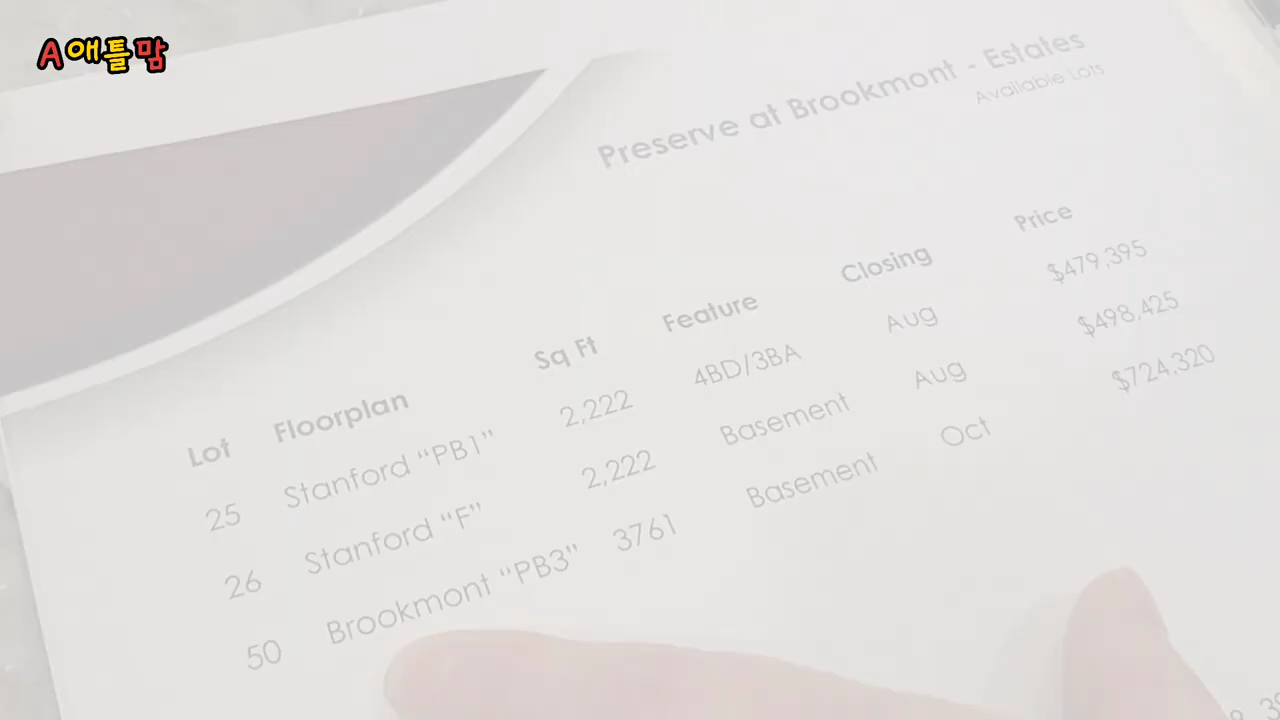 A애틀맘
Preserve at Brookmont - Estates
Available Lots
Lot Floorplan Sq Ft Feature Closing Price
25 Stanford “PB1” 2,222 4BD/3BA Aug $479,395
26 Stanford “F” 2,222 Basement Aug $498,425
50 Brookmont “PB3” 3761 Basement Oct $724,320